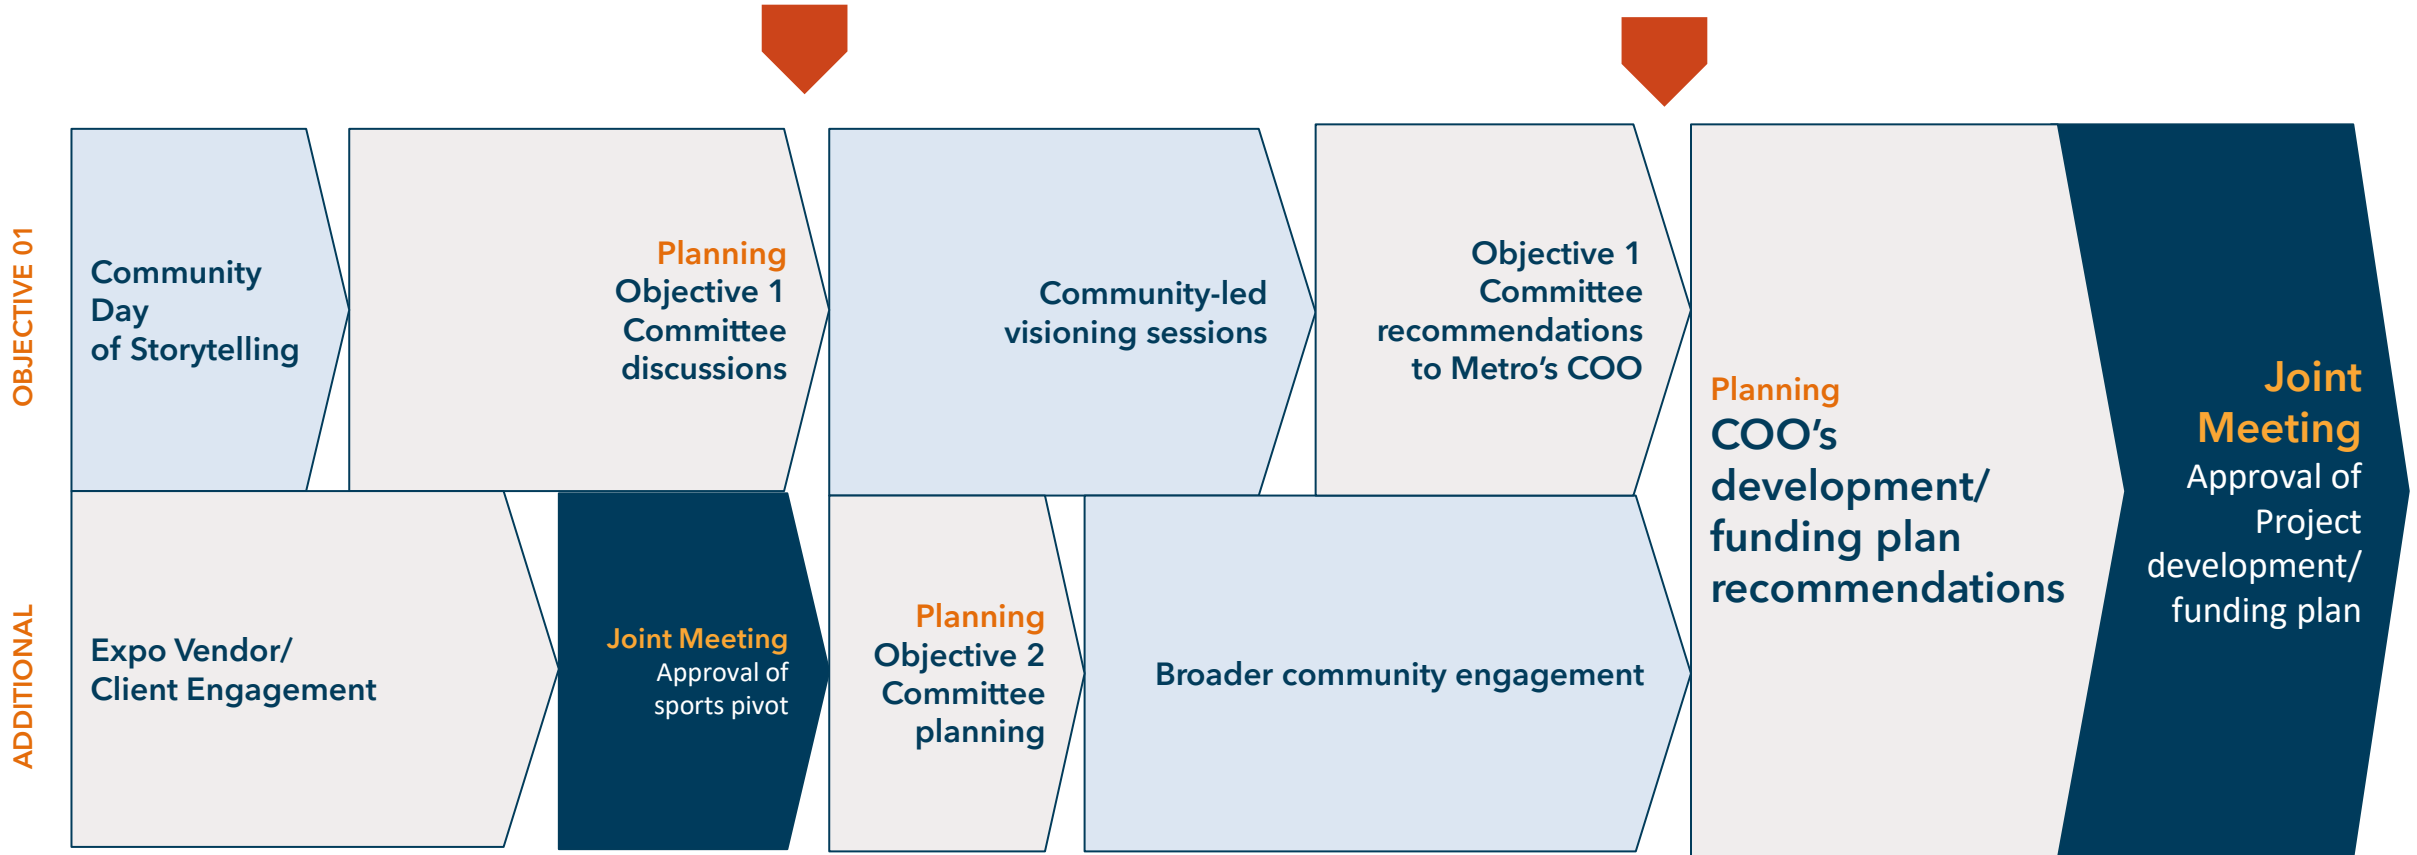 OBJECTIVE 01
Community
Day
of Storytelling
Planning
Objective 1
Committee
discussions
Community-led
visioning sessions
Objective 1
Committee
recommendations
to Metro’s COO
ADDITIONAL
Expo Vendor/
Client Engagement
Joint Meeting
Approval of
sports pivot
Planning
Objective 2
Committee
planning
Broader community engagement
Planning
COO’s
development/
funding plan
recommendations
Joint
Meeting
Approval of
Project
development/
funding plan